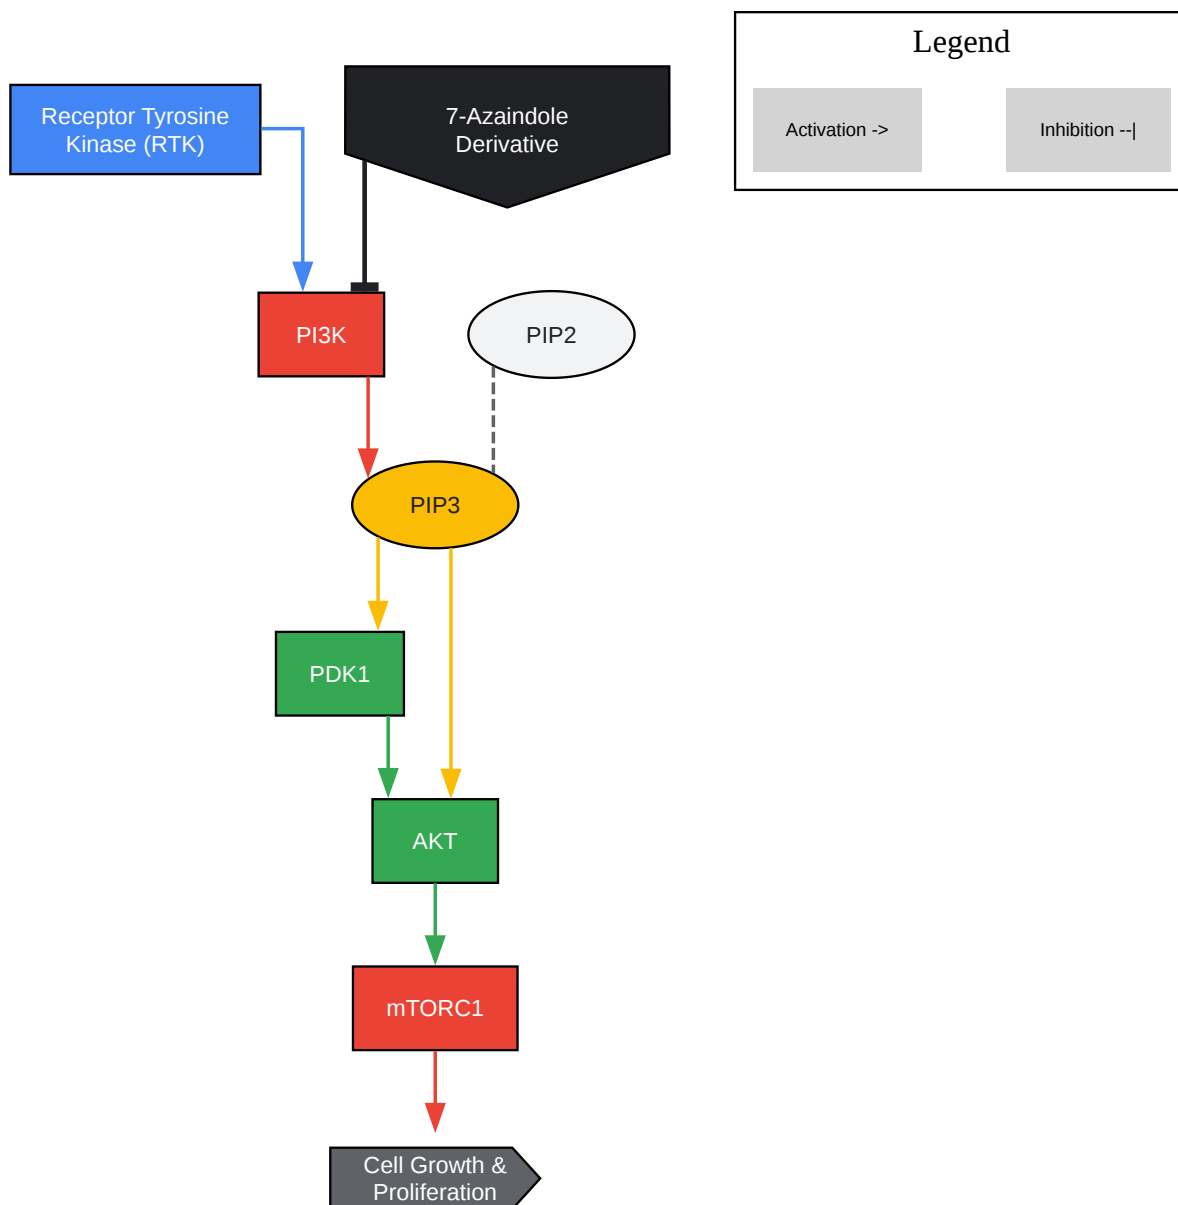 Legend
Receptor Tyrosine
Kinase (RTK)
7-Azaindole
Derivative
Activation ->
Inhibition --|
PI3K
PIP2
PIP3
PDK1
AKT
mTORC1
Cell Growth &
Proliferation